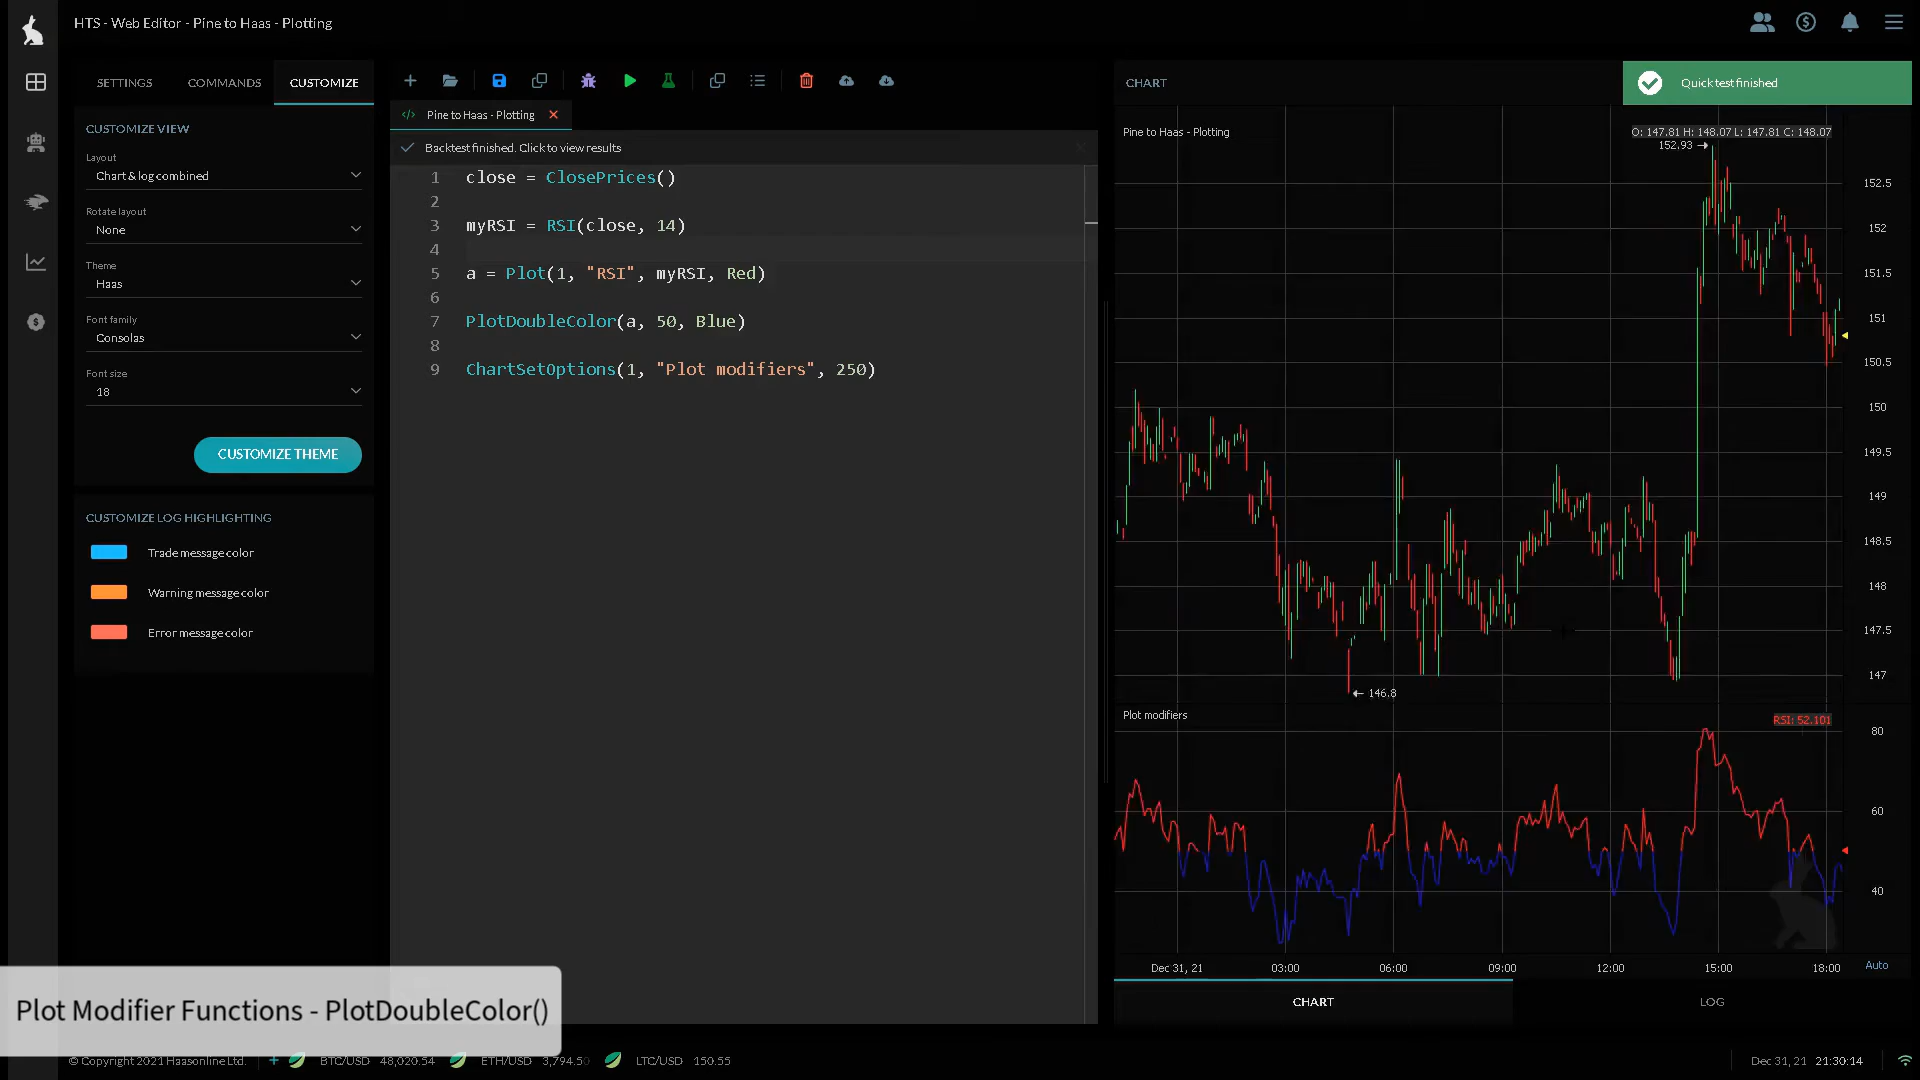 HTS - Web Editor - Pine to Haas - Plotting
SETTINGS
COMMANDS
CUSTOMIZE
CUSTOMIZE VIEW
Layout
Chart & log combined
Rotate layout
None
Theme
Haas
Font family
Consolas
Font size
18
CUSTOMIZE THEME
CUSTOMIZE LOG HIGHLIGHTING
Trade message color
Warning message color
Error message color
Pine to Haas - Plotting
Backtest finished. Click to view results
1 close = ClosePrices()
2
3 myRSI = RSI(close, 14)
4
5 a = Plot(1, "RSI", myRSI, Red)
6
7 PlotDoubleColor(a, 50, Blue)
8
9 ChartSetOptions(1, "Plot modifiers", 250)
CHART
Quick test finished
Pine to Haas - Plotting
O: 147.81 H: 148.07 L: 147.81 C: 148.07
152.93
152.5
152
151.5
151
150.5
150
149.5
149
148.5
148
147.5
147
146.8
Plot modifiers
RSI: 52.101
80
60
40
Dec 31, 21
03:00
06:00
09:00
12:00
15:00
18:00
Auto
CHART
LOG
Plot Modifier Functions - PlotDoubleColor()
© Copyright 2021 Haasonline Ltd.
BTC/USD 48,020.54
ETH/USD 3,794.50
LTC/USD 150.55
Dec 31, 21 21:30:14